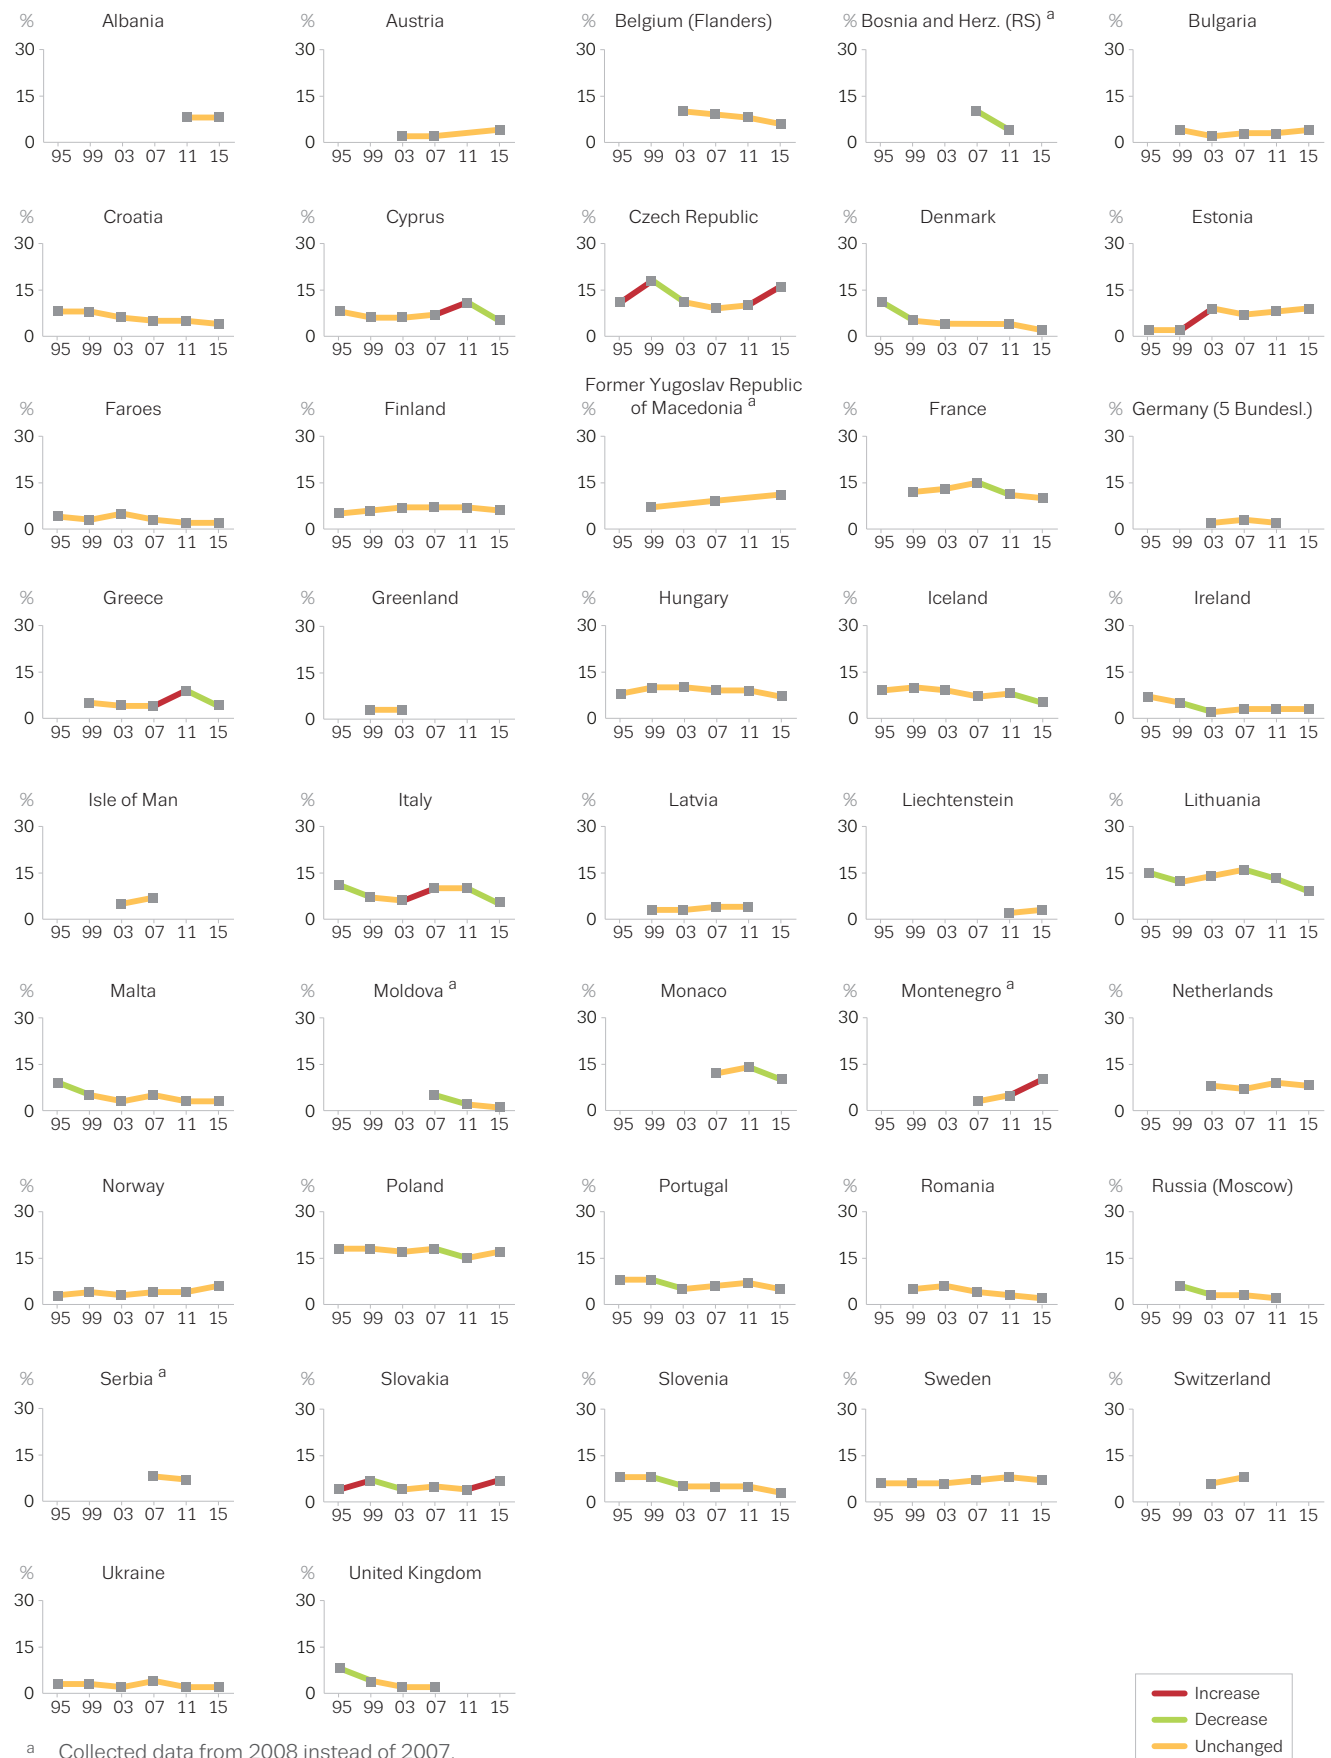 % Albania % Austria % Belgium (Flanders) % Bosnia and Herz. (RS) a % Bulgaria
30 30 30 30 30
15 15 15 15 15
0 0 0 0 0
95 99 03 07 11 15 95 99 03 07 11 15 95 99 03 07 11 15 95 99 03 07 11 15 95 99 03 07 11 15
% Croatia % Cyprus % Czech Republic % Denmark % Estonia
30 30 30 30 30
15 15 15 15 15
0 0 0 0 0
95 99 03 07 11 15 95 99 03 07 11 15 95 99 03 07 11 15 95 99 03 07 11 15 95 99 03 07 11 15
Former Yugoslav Republic
% Faroes % Finland % of Macedonia a % France % Germany (5 Bundesl.)
30 30 30 30 30
15 15 15 15 15
0 0 0 0 0
95 99 03 07 11 15 95 99 03 07 11 15 95 99 03 07 11 15 95 99 03 07 11 15 95 99 03 07 11 15
% Greece % Greenland % Hungary % Iceland % Ireland
30 30 30 30 30
15 15 15 15 15
0 0 0 0 0
95 99 03 07 11 15 95 99 03 07 11 15 95 99 03 07 11 15 95 99 03 07 11 15 95 99 03 07 11 15
% Isle of Man % Italy % Latvia % Liechtenstein % Lithuania
30 30 30 30 30
15 15 15 15 15
0 0 0 0 0
95 99 03 07 11 15 95 99 03 07 11 15 95 99 03 07 11 15 95 99 03 07 11 15 95 99 03 07 11 15
% Malta % Moldova a % Monaco % Montenegro a % Netherlands
30 30 30 30 30
15 15 15 15 15
0 0 0 0 0
95 99 03 07 11 15 95 99 03 07 11 15 95 99 03 07 11 15 95 99 03 07 11 15 95 99 03 07 11 15
% Norway % Poland % Portugal % Romania % Russia (Moscow)
30 30 30 30 30
15 15 15 15 15
0 0 0 0 0
95 99 03 07 11 15 95 99 03 07 11 15 95 99 03 07 11 15 95 99 03 07 11 15 95 99 03 07 11 15
% Serbia a % Slovakia % Slovenia % Sweden % Switzerland
30 30 30 30 30
15 15 15 15 15
0 0 0 0 0
95 99 03 07 11 15 95 99 03 07 11 15 95 99 03 07 11 15 95 99 03 07 11 15 95 99 03 07 11 15
% Ukraine % United Kingdom
30 30
15 15
0 0
95 99 03 07 11 15 95 99 03 07 11 15
Increase
Decrease
Unchanged
a Collected data from 2008 instead of 2007.